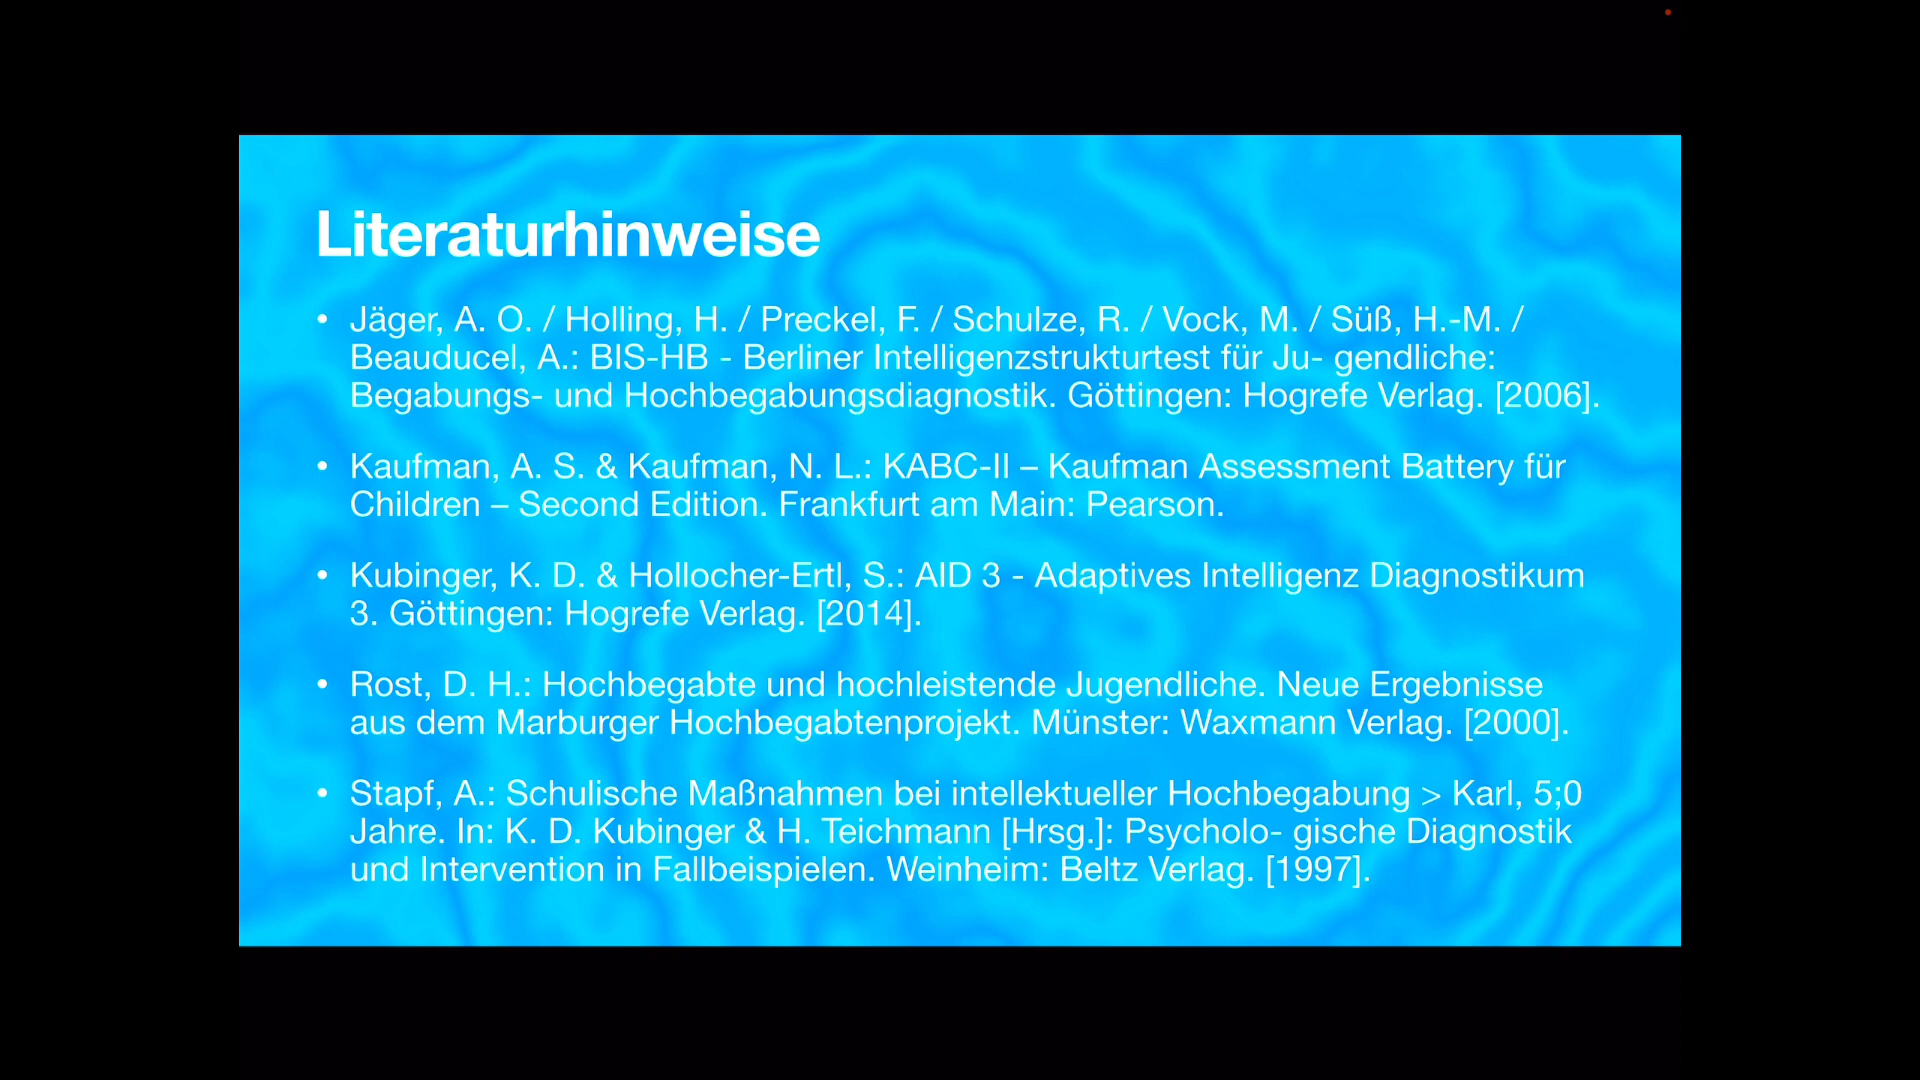 Literaturhinweise
• Jäger, A. O. / Holling, H. / Preckel, F. / Schulze, R. / Vock, M. / Süß, H.-M. /
Beauducel, A.: BIS-HB - Berliner Intelligenzstrukturtest für Ju- gendliche:
Begabungs- und Hochbegabungsdiagnostik. Göttingen: Hogrefe Verlag. [2006].
• Kaufman, A. S. & Kaufman, N. L.: KABC-II – Kaufman Assessment Battery für
Children – Second Edition. Frankfurt am Main: Pearson.
• Kubinger, K. D. & Hollocher-Ertl, S.: AID 3 - Adaptives Intelligenz Diagnostikum
3. Göttingen: Hogrefe Verlag. [2014].
• Rost, D. H.: Hochbegabte und hochleistende Jugendliche. Neue Ergebnisse
aus dem Marburger Hochbegabtenprojekt. Münster: Waxmann Verlag. [2000].
• Stapf, A.: Schulische Maßnahmen bei intellektueller Hochbegabung > Karl, 5;0
Jahre. In: K. D. Kubinger & H. Teichmann [Hrsg.]: Psycholo- gische Diagnostik
und Intervention in Fallbeispielen. Weinheim: Beltz Verlag. [1997].